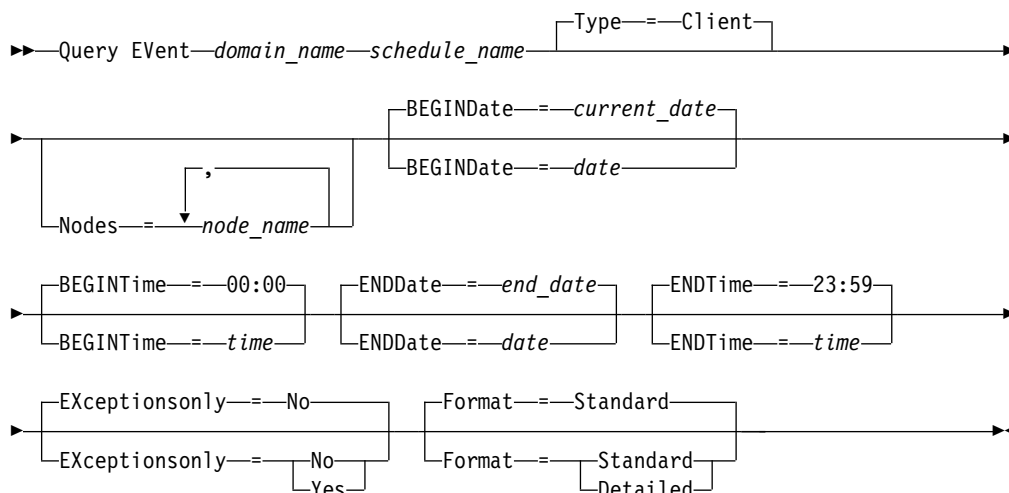 Type = Client
Query EVent domain_name schedule_name
BEGINDate = current_date
BEGINDate = date
,
Nodes = node_name
BEGINTime = 00:00
BEGINTime = time
ENDDate = end_date
ENDDate = date
ENDTime = 23:59
ENDTime = time
EXceptionsonly = No
EXceptionsonly = No
Yes
Format = Standard
Format = Standard
Detailed